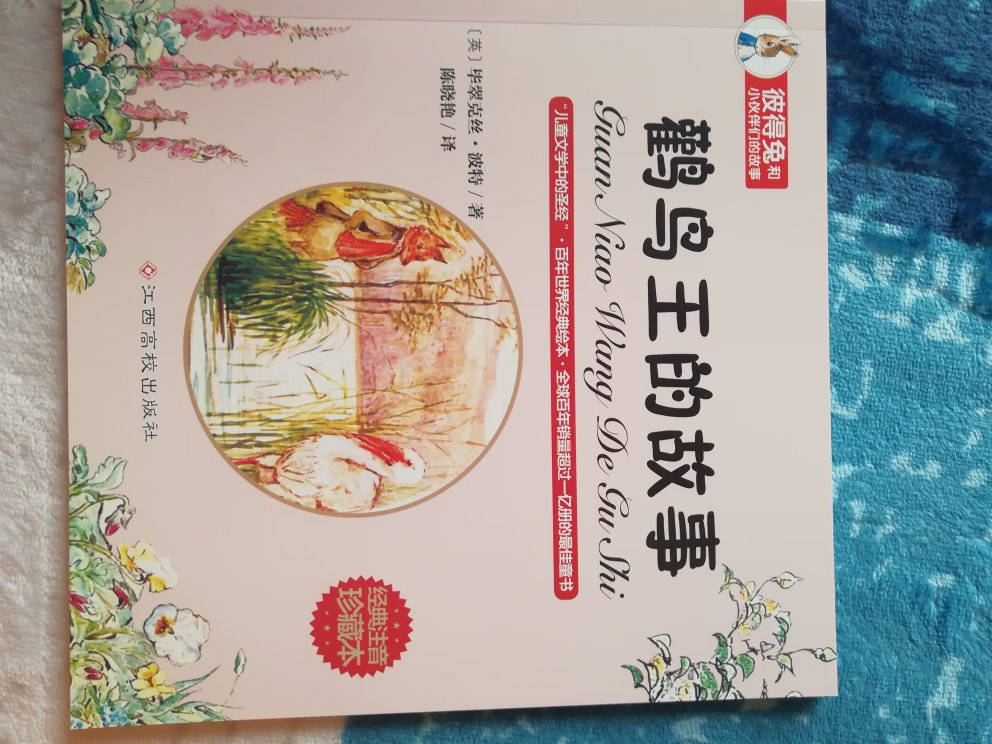 彼得兔和
小伙伴们的故事
鹳鸟王的故事
Guan Niao Wang De Gu Shi
“儿童文学中的圣经”·百年世界经典绘本·全球百年销量超过一亿册的最佳童书
〔英〕毕翠克丝·波特/著
陈晓艳/译
经典注音
珍藏本
江西高校出版社